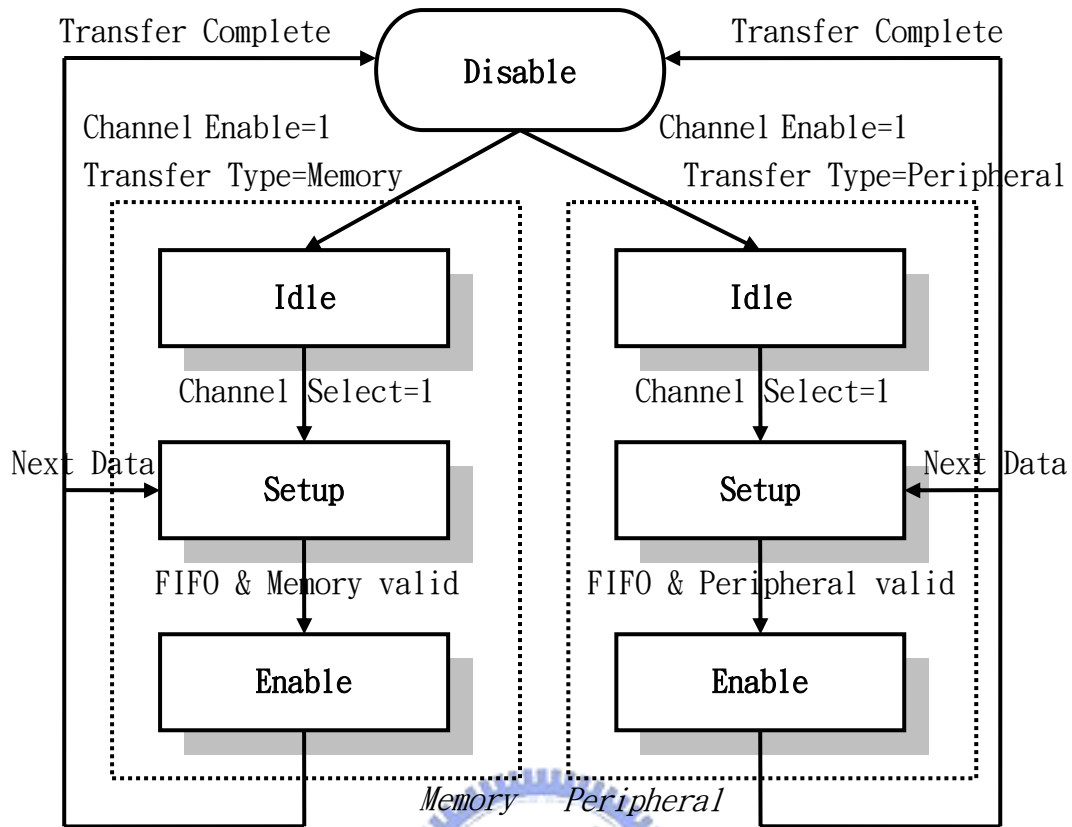 Transfer Complete
Transfer Complete
Disable
Channel Enable=1
Channel Enable=1
Transfer Type=Memory
Transfer Type=Peripheral
Idle
Idle
Channel Select=1
Channel Select=1
Next Data
Setup
Setup
Next Data
FIFO & Memory valid
FIFO & Peripheral valid
Enable
Enable
Memory
Peripheral